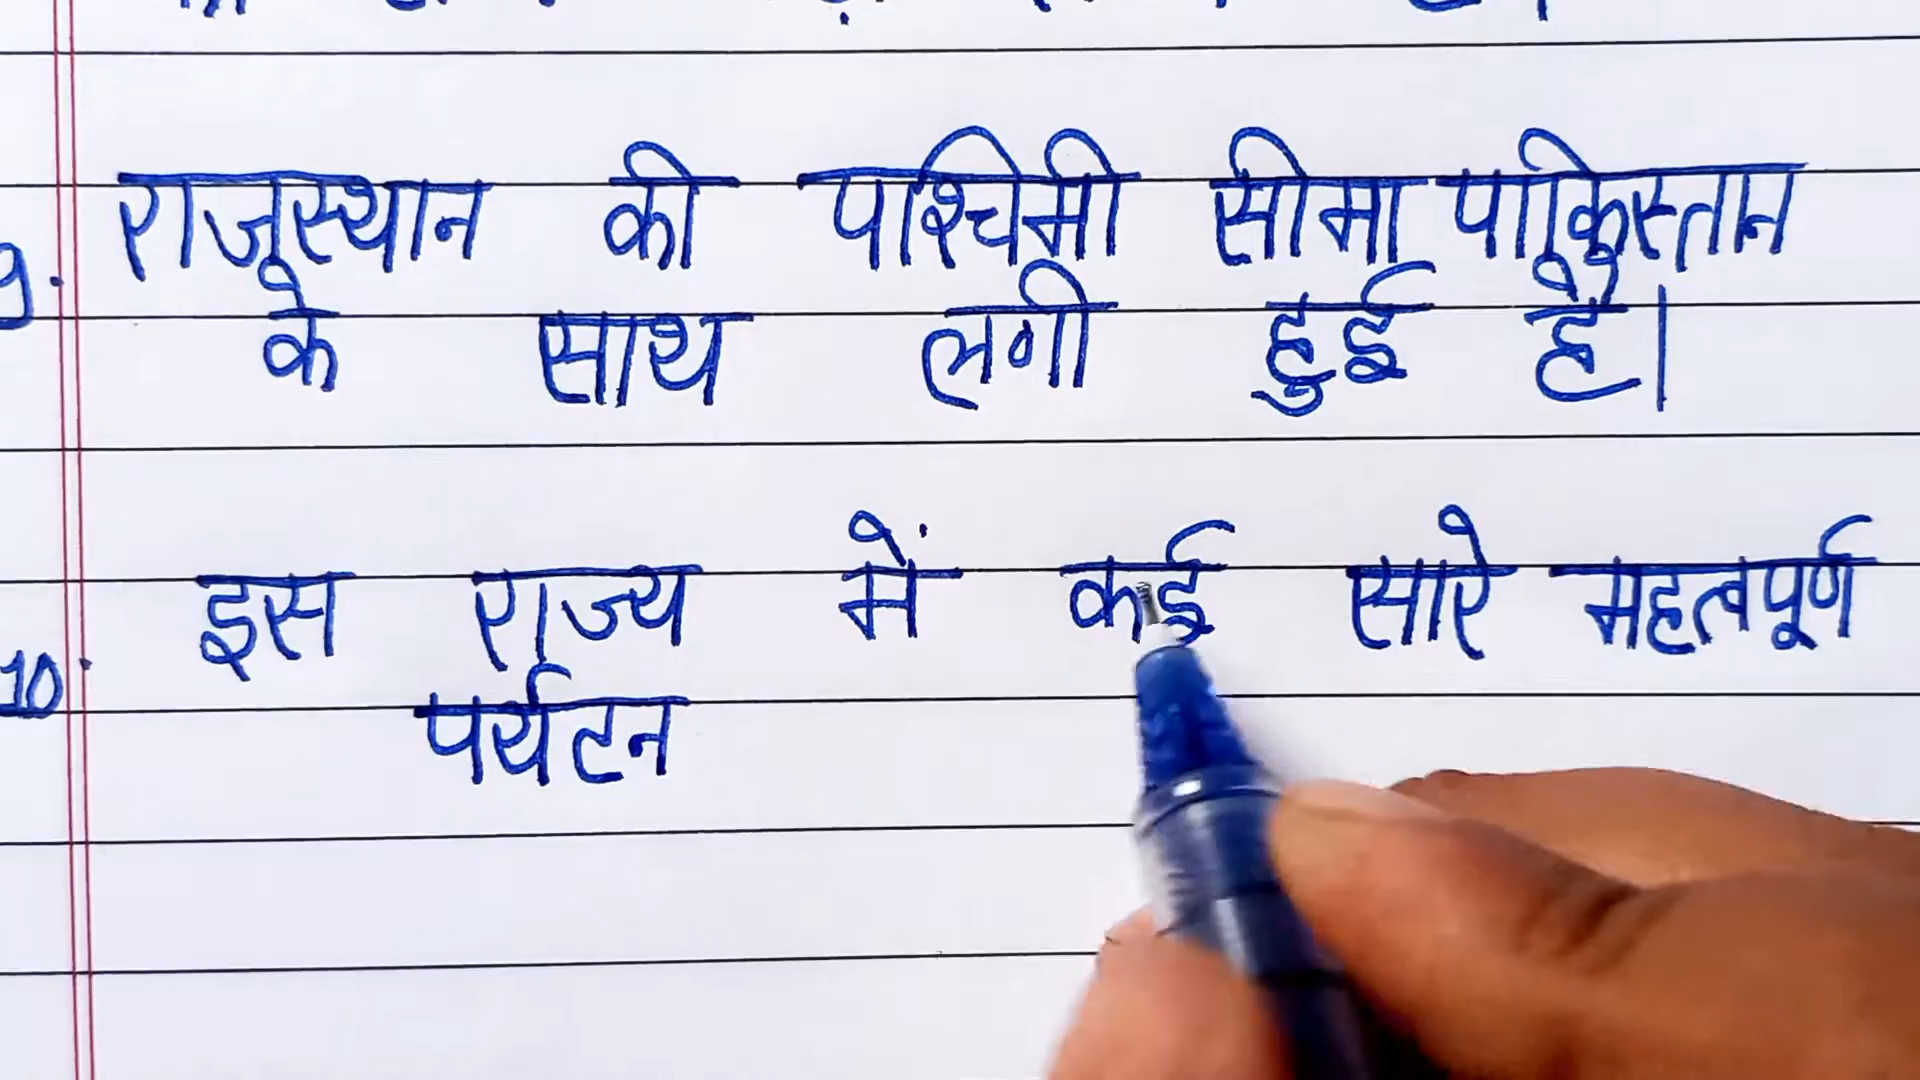 9. राजस्थान की पश्चिमी सीमा पाकिस्तान
के साथ लगी हुई है।
10. इस राज्य में कई सारे महत्वपूर्ण
पर्यटन